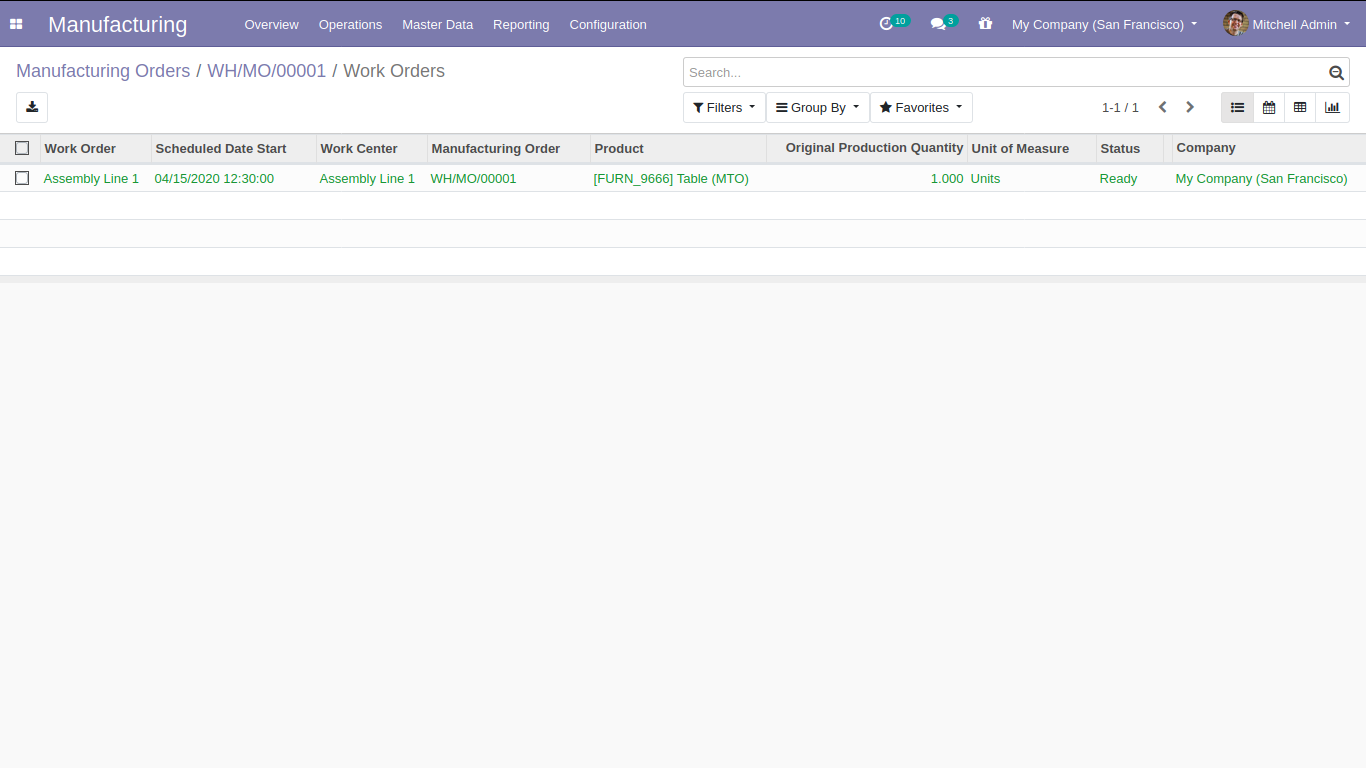 Manufacturing Overview Operations Master Data Reporting Configuration 10 3 My Company (San Francisco) Mitchell Admin
Manufacturing Orders / WH/MO/00001 / Work Orders
Search...
Filters Group By Favorites 1-1 / 1
Work Order Scheduled Date Start Work Center Manufacturing Order Product Original Production Quantity Unit of Measure Status Company
Assembly Line 1 04/15/2020 12:30:00 Assembly Line 1 WH/MO/00001 [FURN_9666] Table (MTO) 1.000 Units Ready My Company (San Francisco)